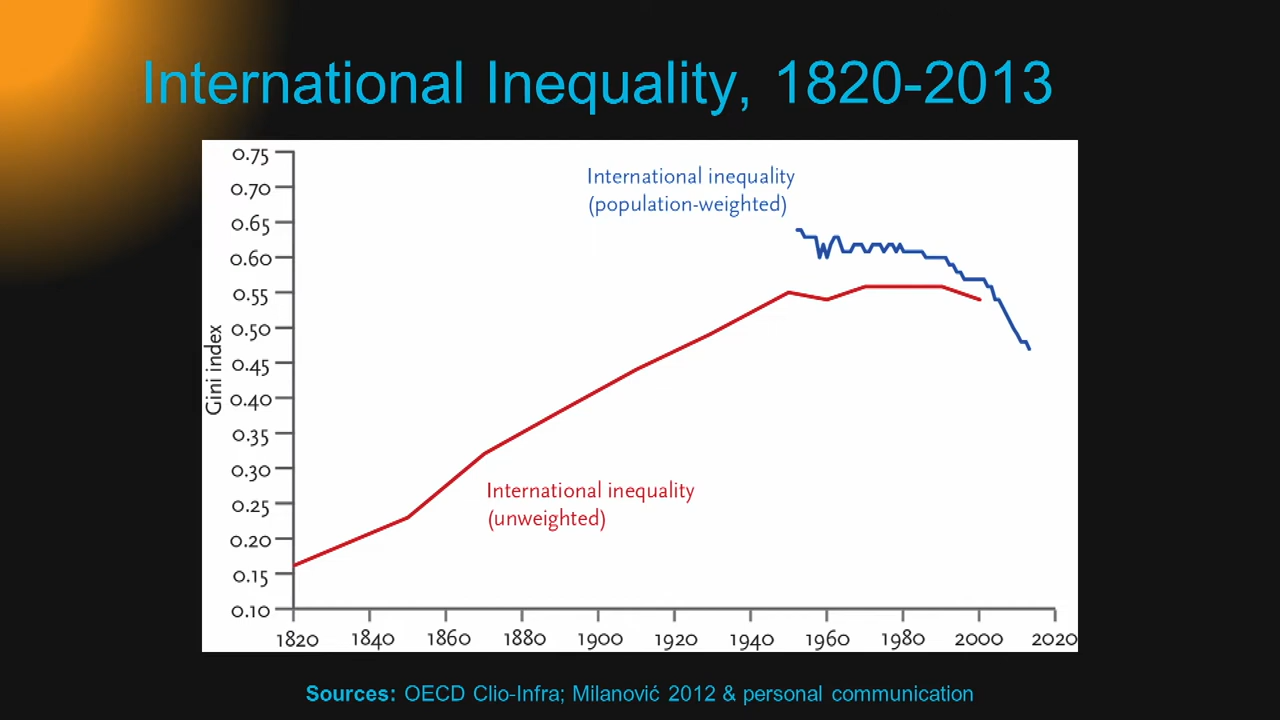 International Inequality, 1820-2013
International inequality
(population-weighted)
International inequality
(unweighted)
Gini index
0.75
0.70
0.65
0.60
0.55
0.50
0.45
0.40
0.35
0.30
0.25
0.20
0.15
0.10
1820 1840 1860 1880 1900 1920 1940 1960 1980 2000 2020
Sources: OECD Clio-Infra; Milanović 2012 & personal communication